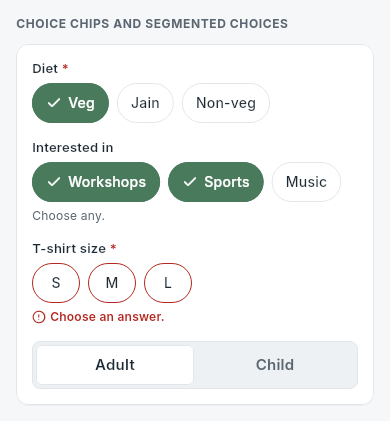 CHOICE CHIPS AND SEGMENTED CHOICES
Diet *
Veg Jain Non-veg
Interested in
Workshops Sports Music
Choose any.
T-shirt size *
S M L
Choose an answer.
Adult Child